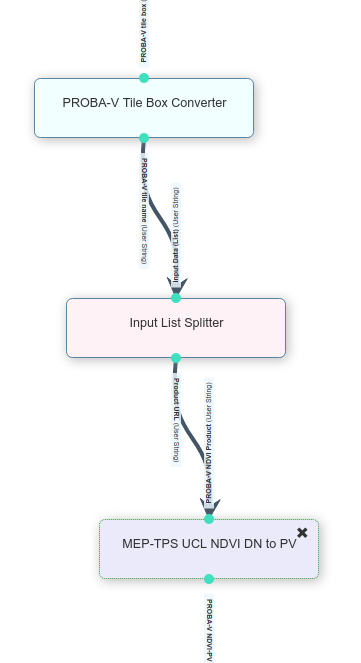 PROBA-V tile box (
PROBA-V Tile Box Converter
PROBA-V tile name (User String)
Input Data (List) (User String)
Input List Splitter
Product URL (User String)
PROBA-V NDVI Product (User String)
MEP-TPS UCL NDVI DN to PV
PROBA-V NDVI-PV